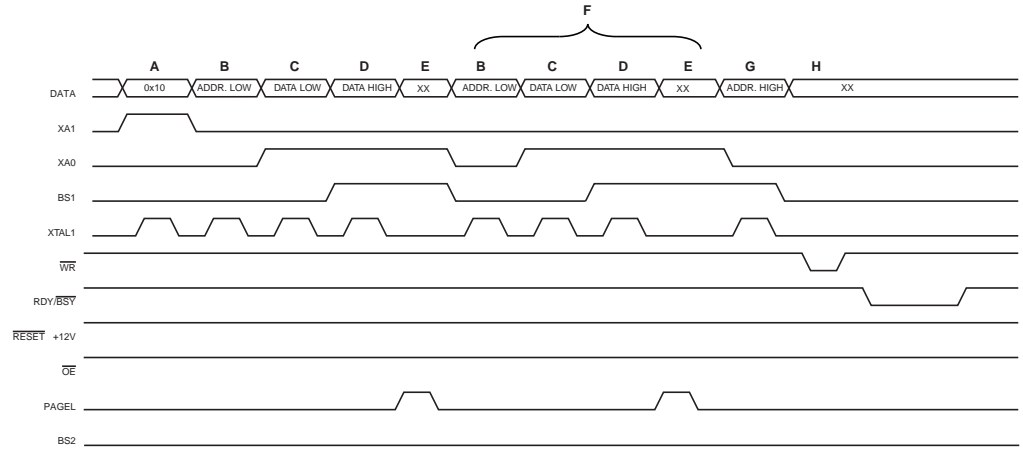 F
A B C D E B C D E G H
DATA 0x10 ADDR. LOW DATA LOW DATA HIGH XX ADDR. LOW DATA LOW DATA HIGH XX ADDR. HIGH XX
XA1
XA0
BS1
XTAL1
WR
RDY/BSY
RESET +12V
OE
PAGEL
BS2